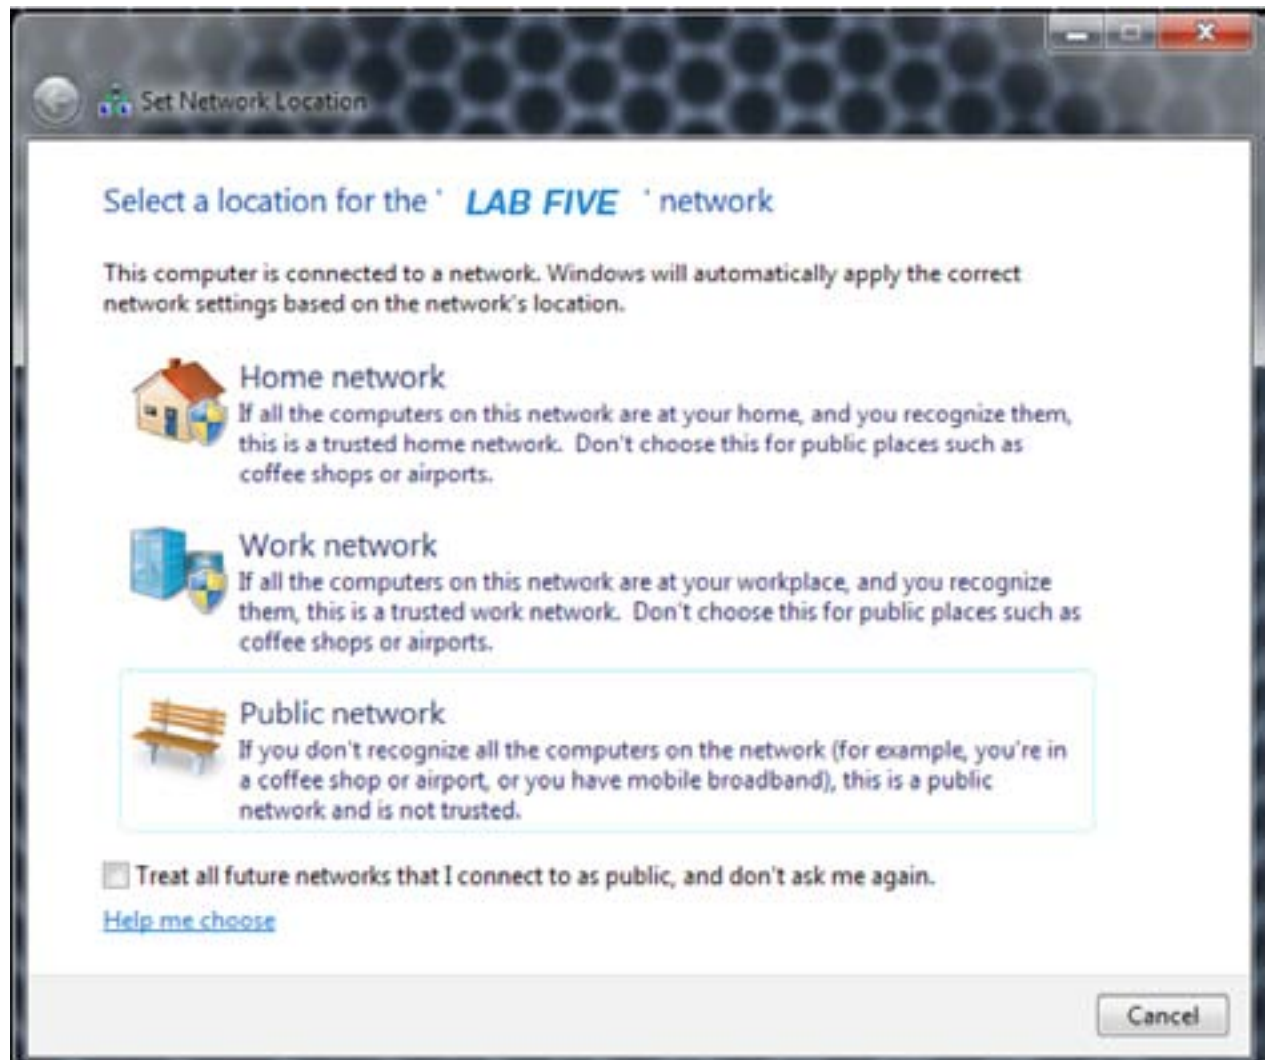 Set Network Location
Select a location for the ' LAB FIVE ' network
This computer is connected to a network. Windows will automatically apply the correct
network settings based on the network's location.
Home network
If all the computers on this network are at your home, and you recognize them,
this is a trusted home network. Don't choose this for public places such as
coffee shops or airports.
Work network
If all the computers on this network are at your workplace, and you recognize
them, this is a trusted work network. Don't choose this for public places such as
coffee shops or airports.
Public network
If you don't recognize all the computers on the network (for example, you're in
a coffee shop or airport, or you have mobile broadband), this is a public
network and is not trusted.
Treat all future networks that I connect to as public, and don't ask me again.
Help me choose
Cancel